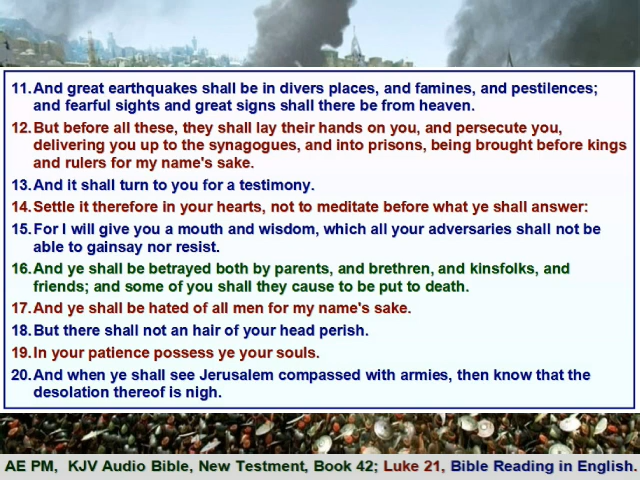 11. And great earthquakes shall be in divers places, and famines, and pestilences;
and fearful sights and great signs shall there be from heaven.
12. But before all these, they shall lay their hands on you, and persecute you,
delivering you up to the synagogues, and into prisons, being brought before kings
and rulers for my name's sake.
13. And it shall turn to you for a testimony.
14. Settle it therefore in your hearts, not to meditate before what ye shall answer:
15. For I will give you a mouth and wisdom, which all your adversaries shall not be
able to gainsay nor resist.
16. And ye shall be betrayed both by parents, and brethren, and kinsfolks, and
friends; and some of you shall they cause to be put to death.
17. And ye shall be hated of all men for my name's sake.
18. But there shall not an hair of your head perish.
19. In your patience possess ye your souls.
20. And when ye shall see Jerusalem compassed with armies, then know that the
desolation thereof is nigh.
AE PM, KJV Audio Bible, New Testment, Book 42; Luke 21, Bible Reading in English.